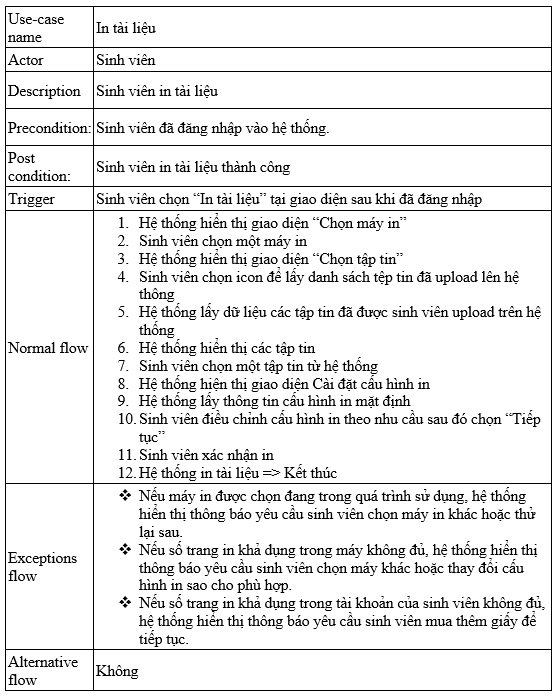 Use-case
name
In tài liệu
Actor
Sinh viên
Description
Sinh viên in tài liệu
Precondition:
Sinh viên đã đăng nhập vào hệ thống.
Post
condition:
Sinh viên in tài liệu thành công
Trigger
Sinh viên chọn “In tài liệu” tại giao diện sau khi đã đăng nhập
Normal flow
1. Hệ thống hiển thị giao diện “Chọn máy in”
2. Sinh viên chọn một máy in
3. Hệ thống hiển thị giao diện “Chọn tập tin”
4. Sinh viên chọn icon để lấy danh sách tệp tin đã upload lên hệ
thông
5. Hệ thống lấy dữ liệu các tập tin đã được sinh viên upload trên hệ
thống
6. Hệ thống hiển thị các tập tin
7. Sinh viên chọn một tập tin từ hệ thống
8. Hệ thống hiện thị giao diện Cài đặt cấu hình in
9. Hệ thống lấy thông tin cấu hình in mặt định
10. Sinh viên điều chỉnh cấu hình in theo nhu cầu sau đó chọn “Tiếp
tục”
11. Sinh viên xác nhận in
12. Hệ thống in tài liệu => Kết thúc
Exceptions
flow
❖ Nếu máy in được chọn đang trong quá trình sử dụng, hệ thống
hiển thị thông báo yêu cầu sinh viên chọn máy in khác hoặc thử
lại sau.
❖ Nếu số trang in khả dụng trong máy không đủ, hệ thống hiển thị
thông báo yêu cầu sinh viên chọn máy khác hoặc thay đổi cấu
hình in sao cho phù hợp.
❖ Nếu số trang in khả dụng trong tài khoản của sinh viên không đủ,
hệ thống hiển thị thông báo yêu cầu sinh viên mua thêm giấy để
tiếp tục.
Alternative
flow
Không